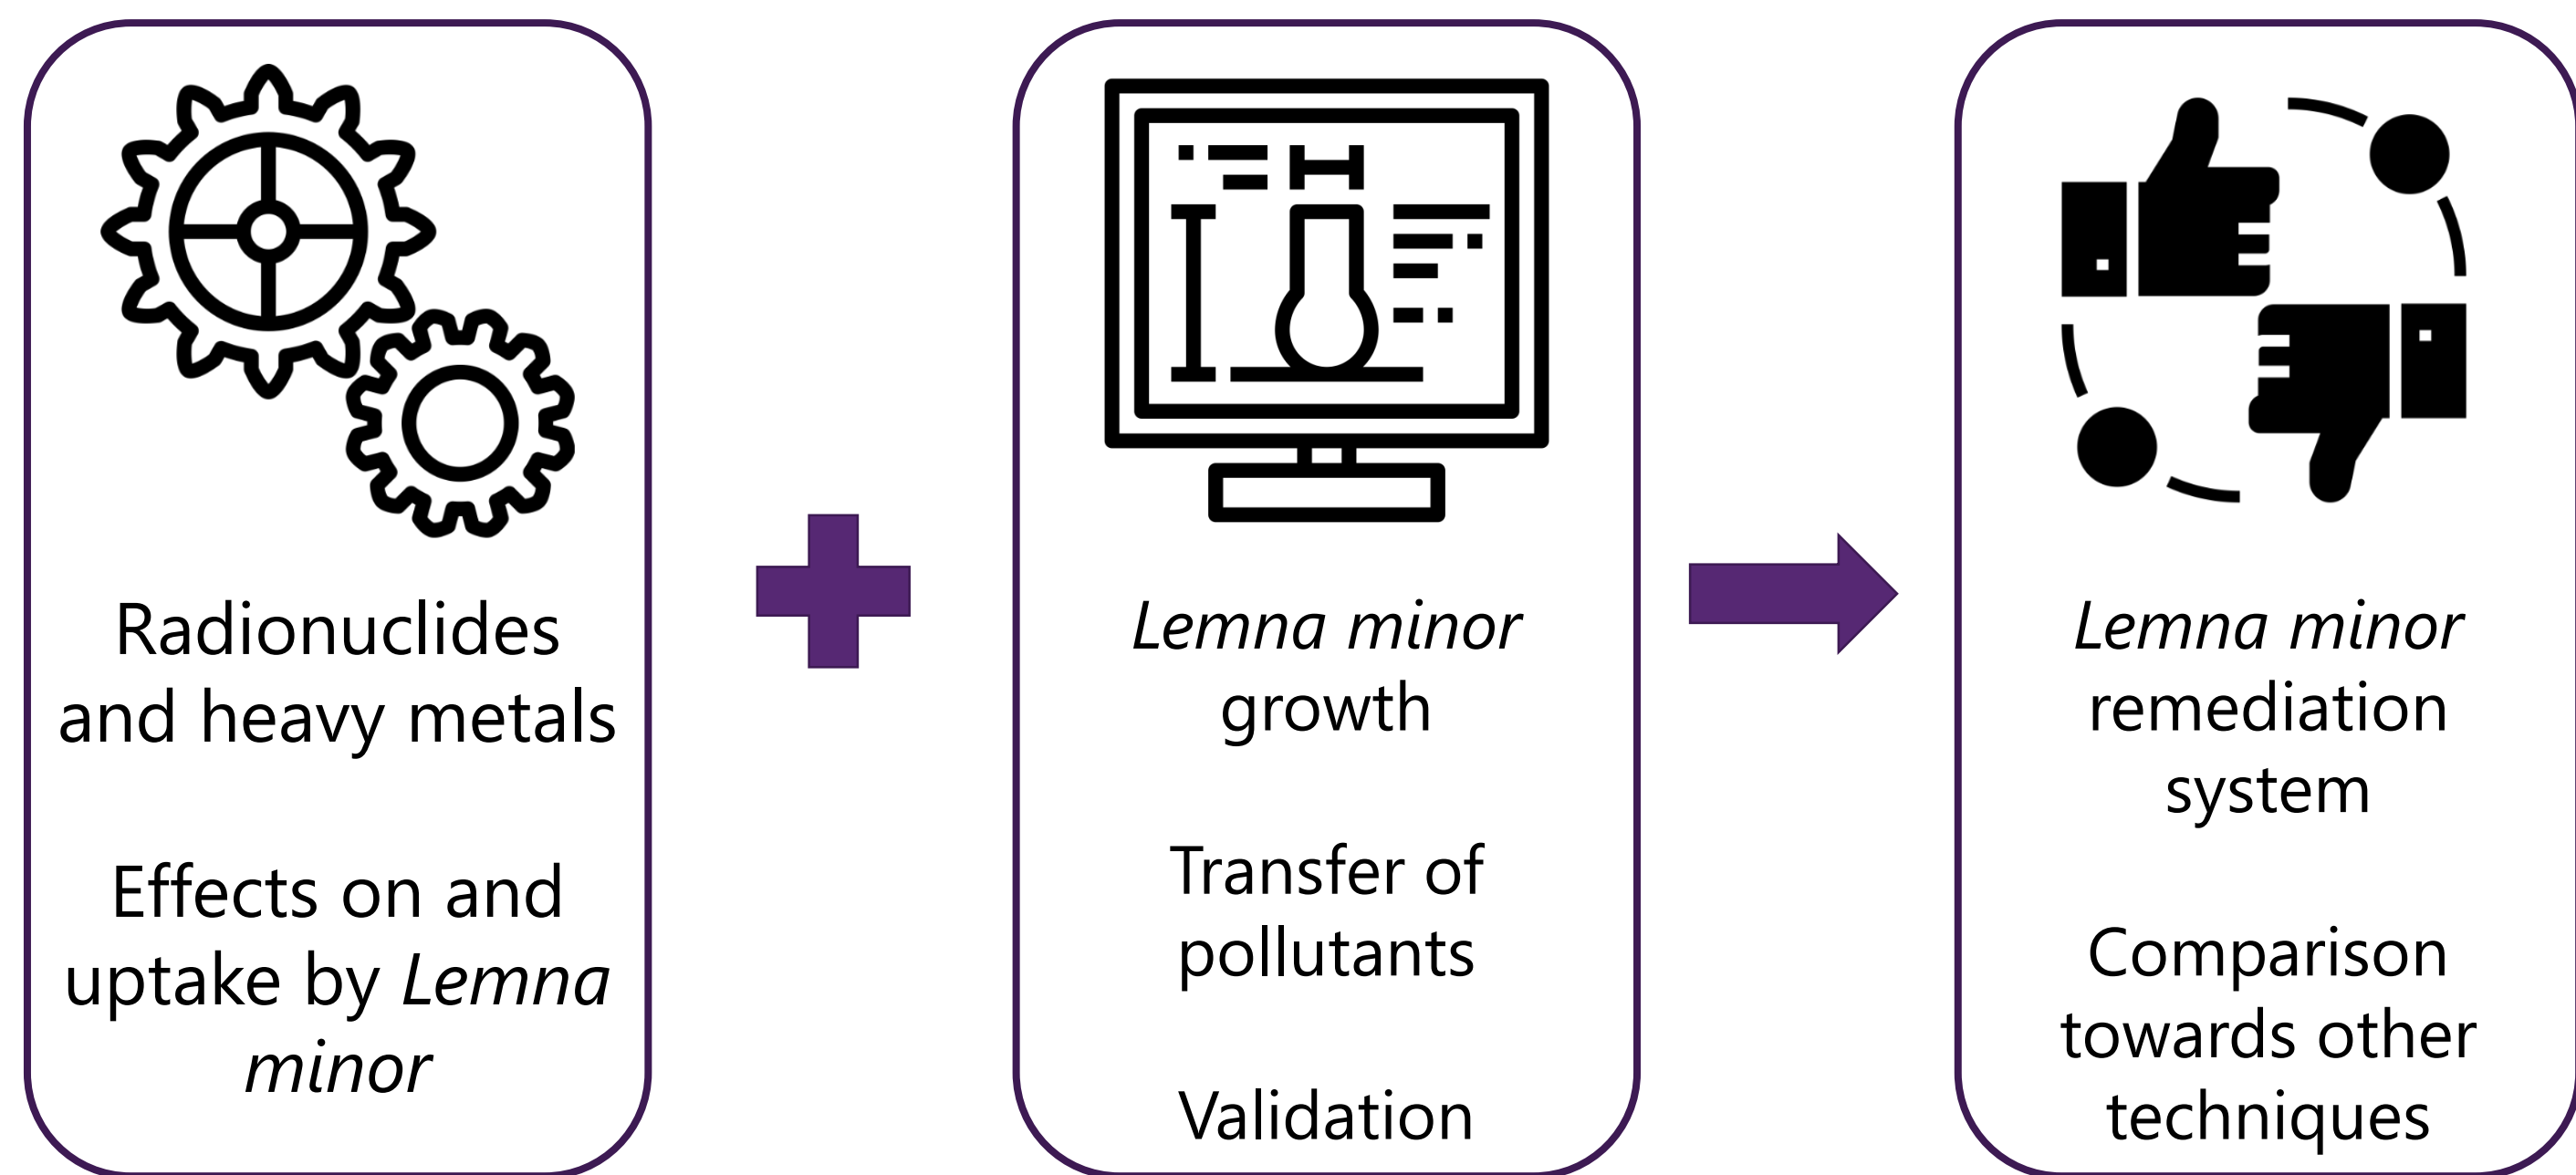 Radionuclides
and heavy metals
Effects on and
uptake by Lemna
minor
Lemna minor
growth
Transfer of
pollutants
Validation
Lemna minor
remediation
system
Comparison
towards other
techniques